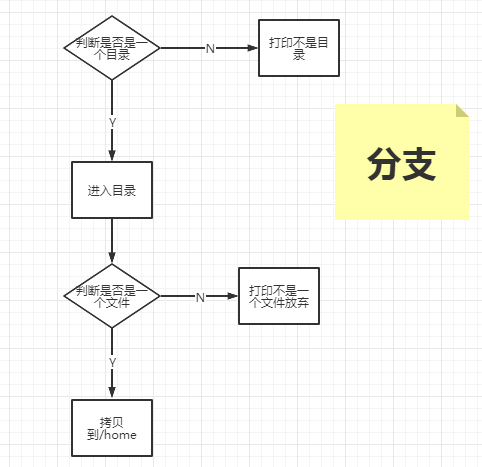 判断是否是一
个目录
N
打印不是目
录
Y
分支
进入目录
判断是否是一
个文件
N
打印不是一
个文件放弃
Y
拷贝
到/home